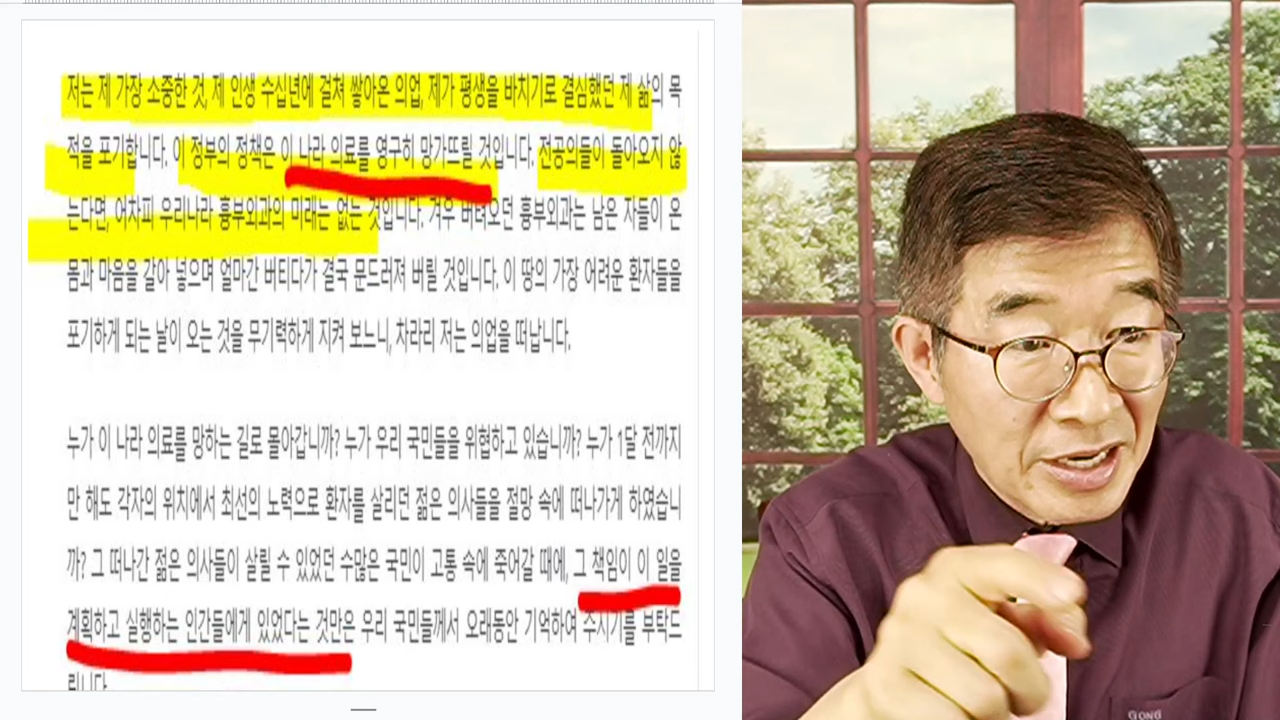 저는 제 가장 소중한 것, 제 인생 수십년에 걸쳐 쌓아온 의업, 제가 평생을 바치기로 결심했던 제 삶의 목
적을 포기합니다. 이 정부의 정책은 이 나라 의료를 영구히 망가뜨릴 것입니다. 전공의들이 돌아오지 않
는다면, 어차피 우리나라 흉부외과의 미래는 없는 것입니다. 겨우 버텨오던 흉부외과는 남은 자들이 온
몸과 마음을 갈아 넣으며 얼마간 버티다가 결국 문드러져 버릴 것입니다. 이 땅의 가장 어려운 환자들을
포기하게 되는 날이 오는 것을 무기력하게 지켜 보느니, 차라리 저는 의업을 떠납니다.
누가 이 나라 의료를 망하는 길로 몰아갑니까? 누가 우리 국민들을 위협하고 있습니까? 누가 1달 전까지
만 해도 각자의 위치에서 최선의 노력으로 환자를 살리던 젊은 의사들을 절망 속에 떠나가게 하였습니
까? 그 떠나간 젊은 의사들이 살릴 수 있었던 수많은 국민이 고통 속에 죽어갈 때에, 그 책임이 이 일을
계획하고 실행하는 인간들에게 있었다는 것만은 우리 국민들께서 오래동안 기억하여 주시기를 부탁드
립니다
GONG